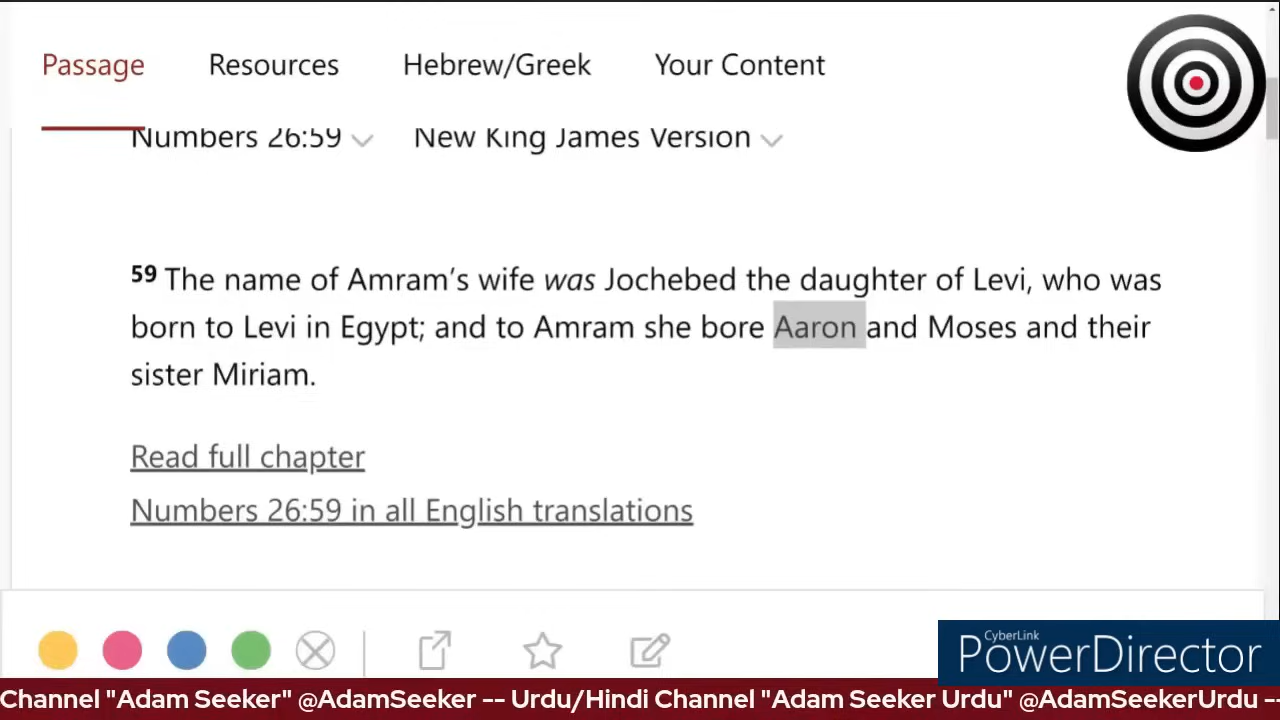 Passage Resources Hebrew/Greek Your Content
Numbers 26:59 New King James Version
59 The name of Amram's wife was Jochebed the daughter of Levi, who was
born to Levi in Egypt; and to Amram she bore Aaron and Moses and their
sister Miriam.
Read full chapter
Numbers 26:59 in all English translations
CyberLink
PowerDirector
Channel "Adam Seeker" @AdamSeeker -- Urdu/Hindi Channel "Adam Seeker Urdu" @AdamSeekerUrdu --